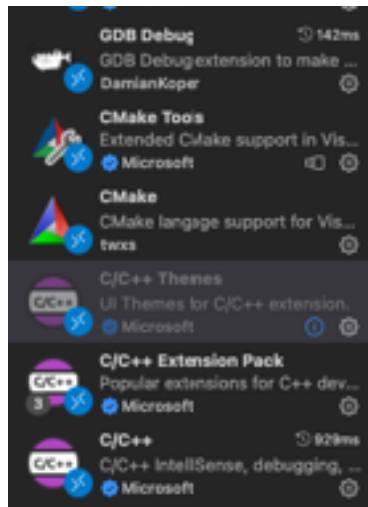 GDB Debug
142ms
GDB Debug extension to make ...
DamianKoper
CMake Tools
Extended CMake support in Vis...
Microsoft
CMake
CMake langage support for Vis...
twxs
C/C++ Themes
C/C++
UI Themes for C/C++ extension.
Microsoft
C/C++ Extension Pack
C/C++
Popular extensions for C++ dev...
3
Microsoft
C/C++
929ms
C/C++
C/C++ IntelliSense, debugging, ...
Microsoft